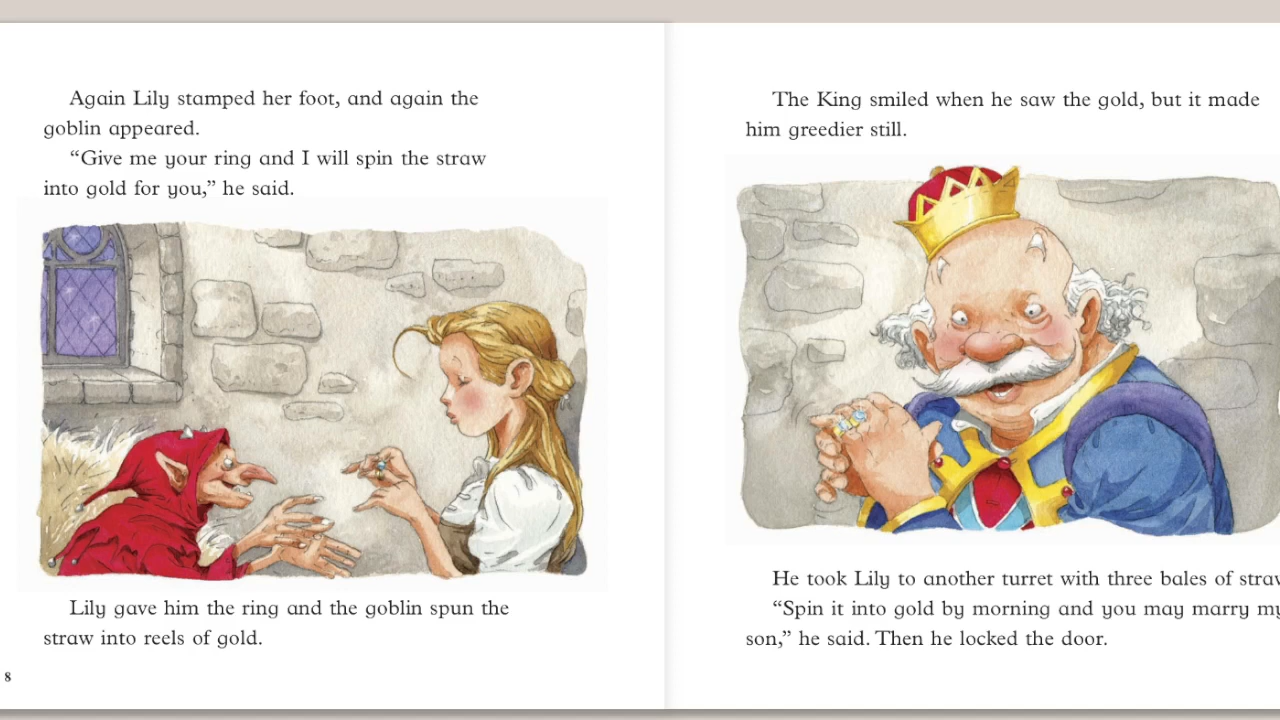 Again Lily stamped her foot, and again the
goblin appeared.
“Give me your ring and I will spin the straw
into gold for you,” he said.
Lily gave him the ring and the goblin spun the
straw into reels of gold.
8
The King smiled when he saw the gold, but it made
him greedier still.
He took Lily to another turret with three bales of straw
“Spin it into gold by morning and you may marry my
son,” he said. Then he locked the door.